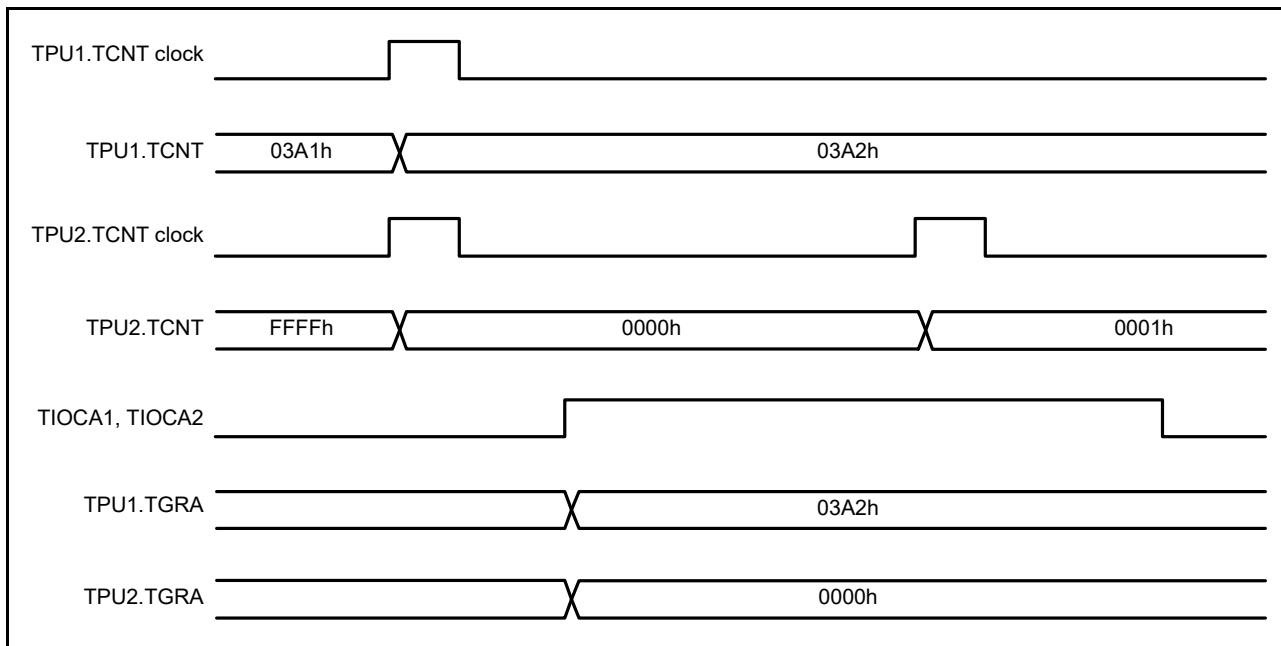 TPU1.TCNT clock
TPU1.TCNT 03A1h 03A2h
TPU2.TCNT clock
TPU2.TCNT FFFFh 0000h 0001h
TIOCA1, TIOCA2
TPU1.TGRA 03A2h
TPU2.TGRA 0000h